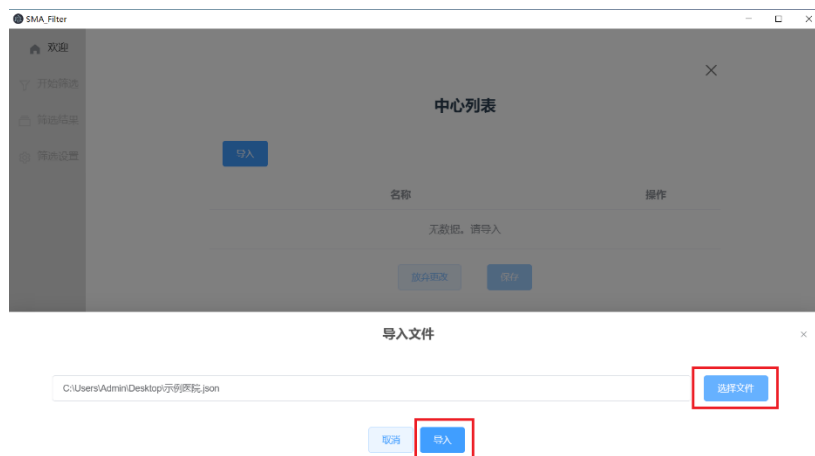 SMA_Filter
欢迎
开始筛选
筛选结果
筛选设置
中心列表
导入
名称 操作
无数据，请导入
放弃更改 保存
导入文件
C:\Users\Admin\Desktop\示例医院.json
选择文件
取消 导入